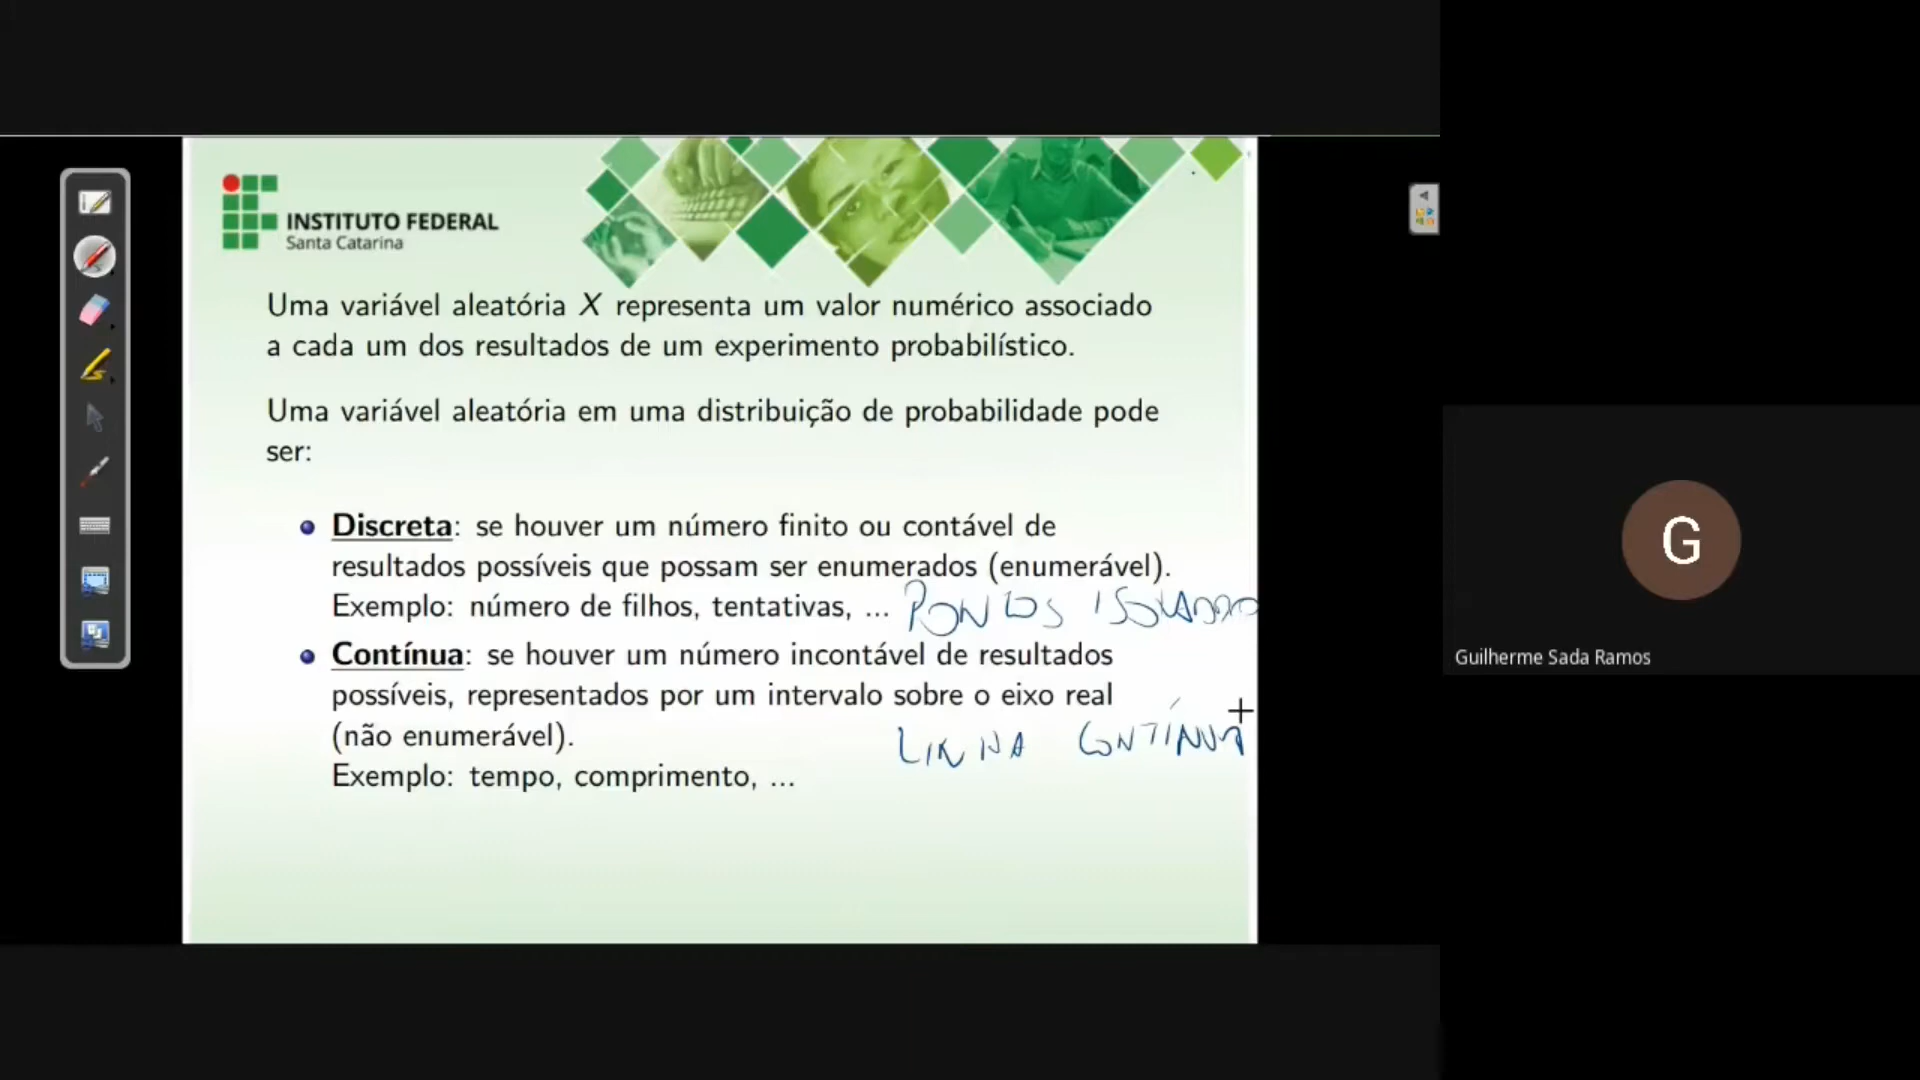 INSTITUTO FEDERAL
Santa Catarina
Uma variável aleatória X representa um valor numérico associado
a cada um dos resultados de um experimento probabilístico.
Uma variável aleatória em uma distribuição de probabilidade pode
ser:
Discreta: se houver um número finito ou contável de
resultados possíveis que possam ser enumerados (enumerável).
Exemplo: número de filhos, tentativas, ... PONTOS ISOLADO
Contínua: se houver um número incontável de resultados
possíveis, representados por um intervalo sobre o eixo real
(não enumerável). LINHA CONTÍNUA
Exemplo: tempo, comprimento, ...
G
Guilherme Sada Ramos